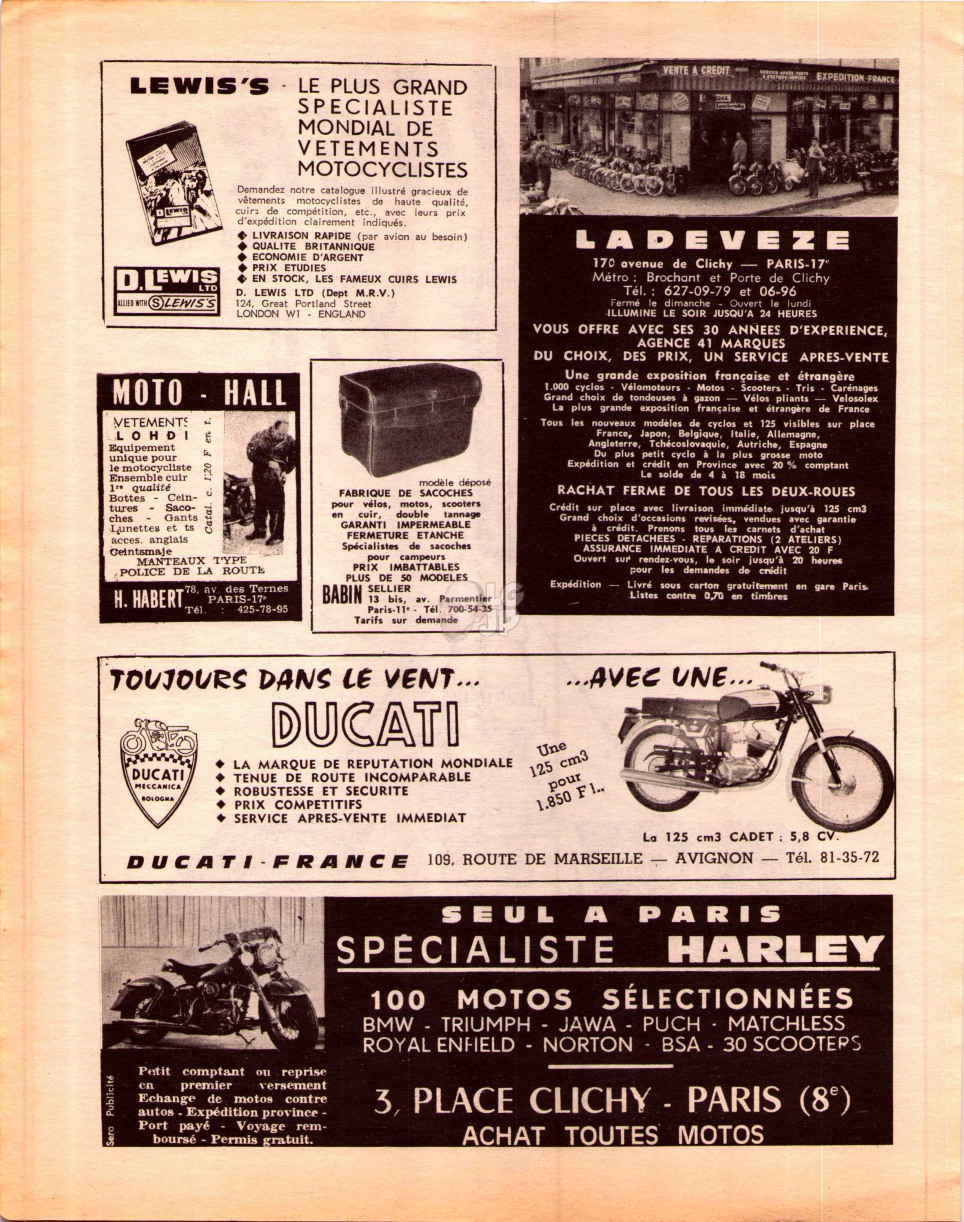 LEWIS'S - LE PLUS GRAND
SPECIALISTE
MONDIAL DE
VETEMENTS
MOTOCYCLISTES
Demandez notre catalogue illustré gracieux de
vêtements motocyclistes de haute qualité,
cuirs de compétition, etc., avec leurs prix
d'expédition clairement indiqués.
◆ LIVRAISON RAPIDE (par avion au besoin)
◆ QUALITE BRITANNIQUE
◆ ECONOMIE D'ARGENT
◆ PRIX ETUDIES
◆ EN STOCK, LES FAMEUX CUIRS LEWIS
D. LEWIS LTD (Dept M.R.V.)
124, Great Portland Street
LONDON W1 - ENGLAND
D. LEWIS
LTD
ALLIED WITH S LEWIS'S
VENTE A CREDIT
EXPEDITION-FRANCE
LADEVEZE
170 avenue de Clichy — PARIS-17e
Métro : Brochant et Porte de Clichy
Tél. : 627-09-79 et 06-96
Fermé le dimanche - Ouvert le lundi
ILLUMINE LE SOIR JUSQU'A 24 HEURES
VOUS OFFRE AVEC SES 30 ANNEES D'EXPERIENCE,
AGENCE 41 MARQUES
DU CHOIX, DES PRIX, UN SERVICE APRES-VENTE
Une grande exposition française et étrangère
1.000 cyclos - Vélomoteurs - Motos - Scooters - Tris - Carénages
Grand choix de tondeuses à gazon — Vélos pliants — Velosolex
La plus grande exposition française et étrangère de France
Tous les nouveaux modèles de cyclos et 125 visibles sur place
France, Japon, Belgique, Italie, Allemagne,
Angleterre, Tchécoslovaquie, Autriche, Espagne
Du plus petit cyclo à la plus grosse moto
Expédition et crédit en Province avec 20 % comptant
Le solde de 4 à 18 mois
RACHAT FERME DE TOUS LES DEUX-ROUES
Crédit sur place avec livraison immédiate jusqu'à 125 cm3
Grand choix d'occasions revisées, vendues avec garantie
à crédit. Prenons tous les carnets d'achat
PIECES DETACHEES - REPARATIONS (2 ATELIERS)
ASSURANCE IMMEDIATE A CREDIT AVEC 20 F
Ouvert sur rendez-vous, le soir jusqu'à 20 heures
pour les demandes de crédit
Expédition — Livré sous carton gratuitement en gare Paris
Listes contre 0,70 en timbres
MOTO - HALL
VETEMENTS
LOHDI
Equipement
unique pour
le motocycliste
Ensemble cuir
1re qualité
Bottes - Cein-
tures - Saco-
ches - Gants
Lunettes et ts
acces. anglais
Ceintsmaje
Catal. c. 1,20 F en t.
MANTEAUX TYPE
POLICE DE LA ROUTE
H. HABERT 78, av. des Ternes
PARIS-17e
Tél. : 425-78-95
modèle déposé
FABRIQUE DE SACOCHES
pour vélos, motos, scooters
en cuir, double tannage
GARANTI IMPERMEABLE
FERMETURE ETANCHE
Spécialistes de sacoches
pour campeurs
PRIX IMBATTABLES
PLUS DE 50 MODELES
BABIN SELLIER
13 bis, av. Parmentier
Paris-11e - Tél. 700-54-35
Tarifs sur demande
TOUJOURS DANS LE VENT... ...AVEC UNE...
DUCATI
◆ LA MARQUE DE REPUTATION MONDIALE
◆ TENUE DE ROUTE INCOMPARABLE
◆ ROBUSTESSE ET SECURITE
◆ PRIX COMPETITIFS
◆ SERVICE APRES-VENTE IMMEDIAT
DUCATI
MECCANICA
BOLOGNA
Une
125 cm3
pour
1.850 F !..
La 125 cm3 CADET : 5,8 CV.
DUCATI - FRANCE 109, ROUTE DE MARSEILLE — AVIGNON — Tél. 81-35-72
SEUL A PARIS
SPÉCIALISTE HARLEY
100 MOTOS SÉLECTIONNÉES
BMW - TRIUMPH - JAWA - PUCH - MATCHLESS
ROYAL ENFIELD - NORTON - BSA - 30 SCOOTERS
3, PLACE CLICHY - PARIS (8e)
ACHAT TOUTES MOTOS
Petit comptant ou reprise
en premier versement
Echange de motos contre
autos - Expédition province -
Port payé - Voyage rem-
boursé - Permis gratuit.
Sero Publicité